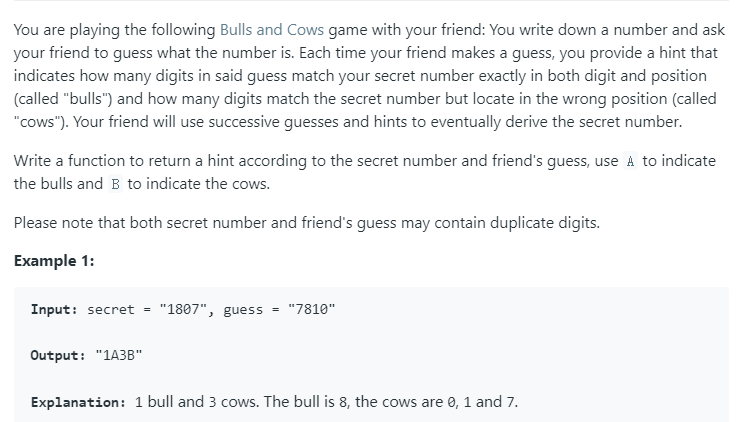 You are playing the following Bulls and Cows game with your friend: You write down a number and ask
your friend to guess what the number is. Each time your friend makes a guess, you provide a hint that
indicates how many digits in said guess match your secret number exactly in both digit and position
(called "bulls") and how many digits match the secret number but locate in the wrong position (called
"cows"). Your friend will use successive guesses and hints to eventually derive the secret number.
Write a function to return a hint according to the secret number and friend's guess, use A to indicate
the bulls and B to indicate the cows.
Please note that both secret number and friend's guess may contain duplicate digits.
Example 1:
Input: secret = "1807", guess = "7810"
Output: "1A3B"
Explanation: 1 bull and 3 cows. The bull is 8, the cows are 0, 1 and 7.